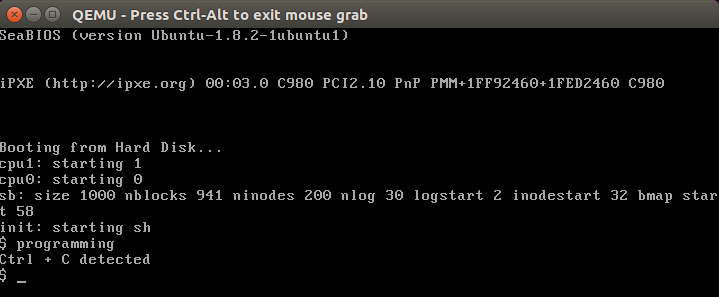 QEMU - Press Ctrl-Alt to exit mouse grab
SeaBIOS (version Ubuntu-1.8.2-1ubuntu1)
iPXE (http://ipxe.org) 00:03.0 C980 PCI2.10 PnP PMM+1FF92460+1FED2460 C980
Booting from Hard Disk...
cpu1: starting 1
cpu0: starting 0
sb: size 1000 nblocks 941 ninodes 200 nlog 30 logstart 2 inodestart 32 bmap star
t 58
init: starting sh
$ programming
Ctrl + C detected
$ _